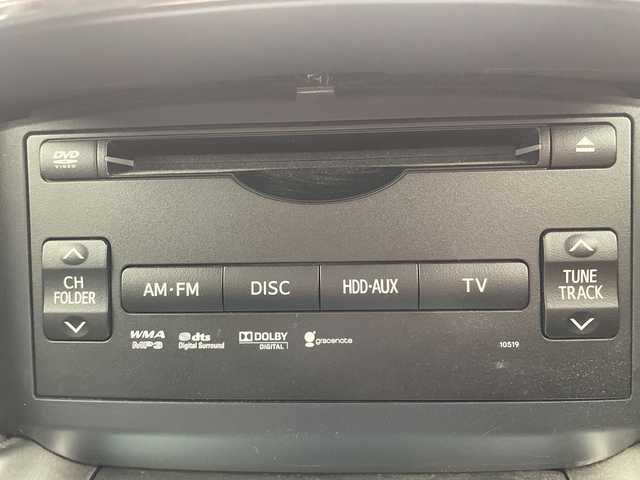 DVD
VIDEO
CH
FOLDER
AM·FM
DISC
HDD·AUX
TV
TUNE
TRACK
WMA
MP3
dts
Digital Surround
DOLBY
DIGITAL
gracenote
10519